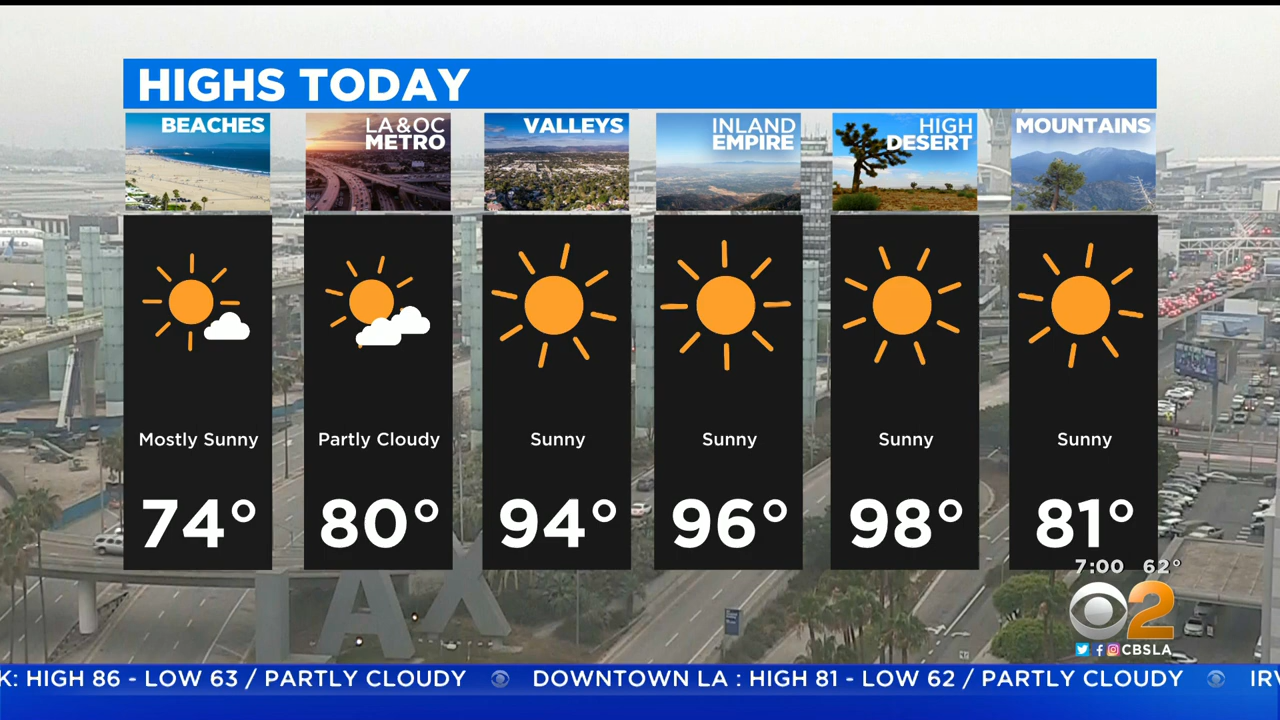 HIGHS TODAY
BEACHES
LA & OC
METRO
VALLEYS
INLAND
EMPIRE
HIGH
DESERT
MOUNTAINS
Mostly Sunny
Partly Cloudy
Sunny
Sunny
Sunny
Sunny
74°
80°
94°
96°
98°
81°
7:00 62°
2
CBSLA
LAX
K: HIGH 86 - LOW 63 / PARTLY CLOUDY DOWNTOWN LA : HIGH 81 - LOW 62 / PARTLY CLOUDY IRV